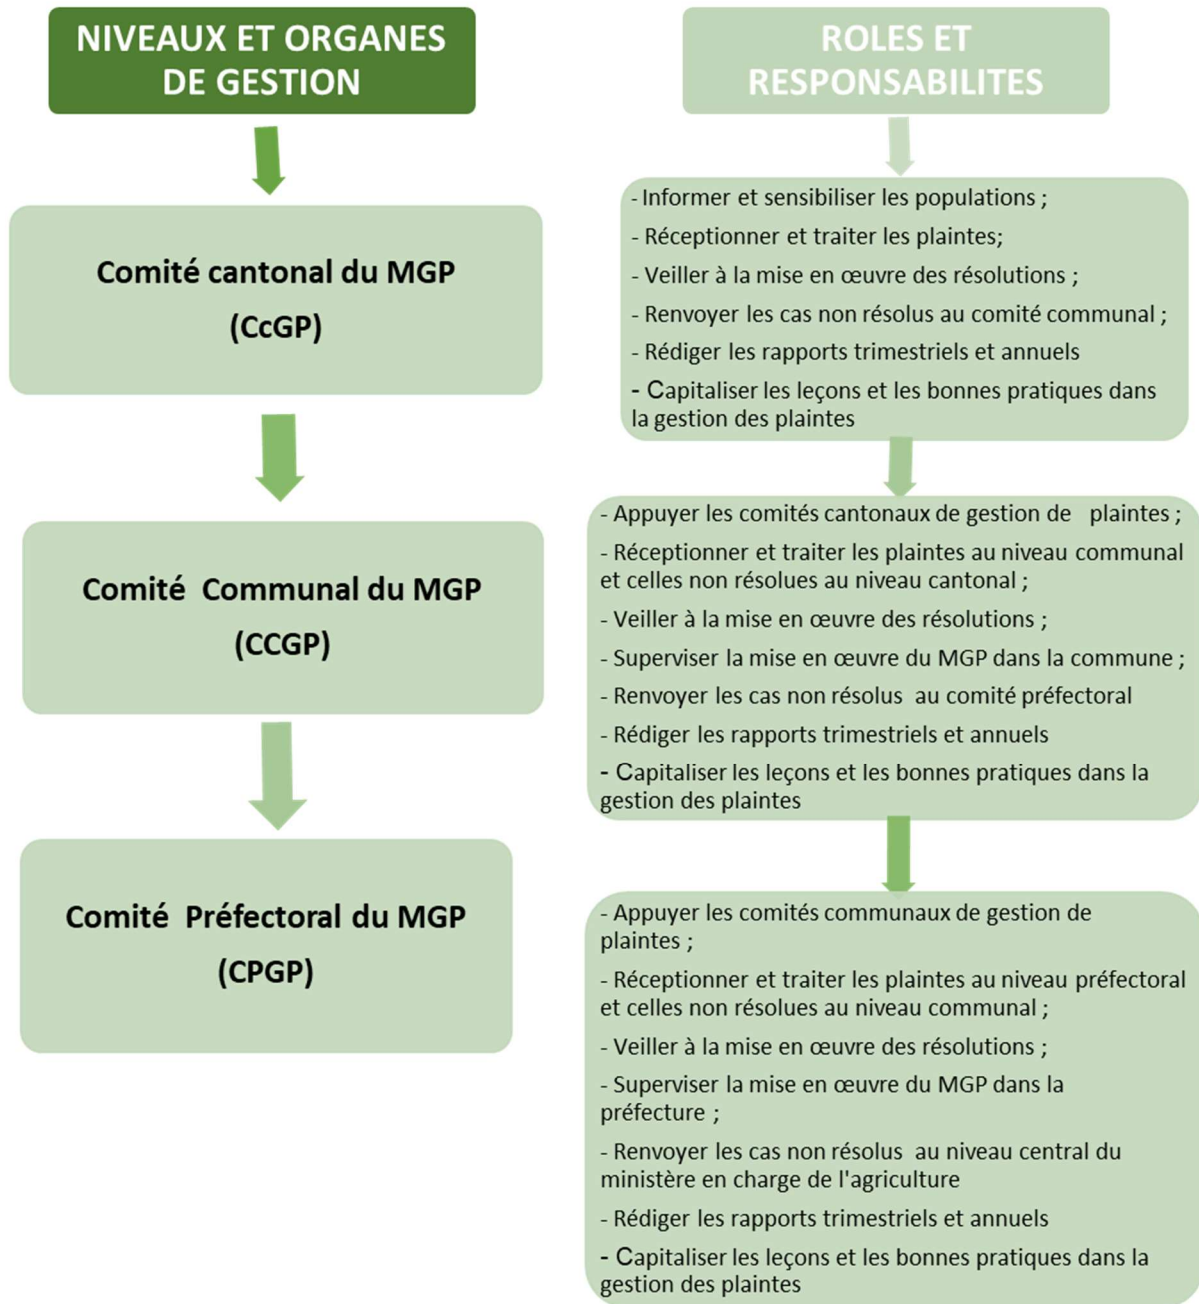 NIVEAUX ET ORGANES
DE GESTION
Comité cantonal du MGP
(CcGP)
Comité Communal du MGP
(CCGP)
Comité Préfectoral du MGP
(CPGP)
ROLES ET
RESPONSABILITES
- Informer et sensibiliser les populations ;
- Réceptionner et traiter les plaintes;
- Veiller à la mise en œuvre des résolutions ;
- Renvoyer les cas non résolus au comité communal ;
- Rédiger les rapports trimestriels et annuels
- Capitaliser les leçons et les bonnes pratiques dans
la gestion des plaintes
- Appuyer les comités cantonaux de gestion de plaintes ;
- Réceptionner et traiter les plaintes au niveau communal
et celles non résolues au niveau cantonal ;
- Veiller à la mise en œuvre des résolutions ;
- Superviser la mise en œuvre du MGP dans la commune ;
- Renvoyer les cas non résolus au comité préfectoral
- Rédiger les rapports trimestriels et annuels
- Capitaliser les leçons et les bonnes pratiques dans la
gestion des plaintes
- Appuyer les comités communaux de gestion de
plaintes ;
- Réceptionner et traiter les plaintes au niveau préfectoral
et celles non résolues au niveau communal ;
- Veiller à la mise en œuvre des résolutions ;
- Superviser la mise en œuvre du MGP dans la
préfecture ;
- Renvoyer les cas non résolus au niveau central du
ministère en charge de l'agriculture
- Rédiger les rapports trimestriels et annuels
- Capitaliser les leçons et les bonnes pratiques dans la
gestion des plaintes